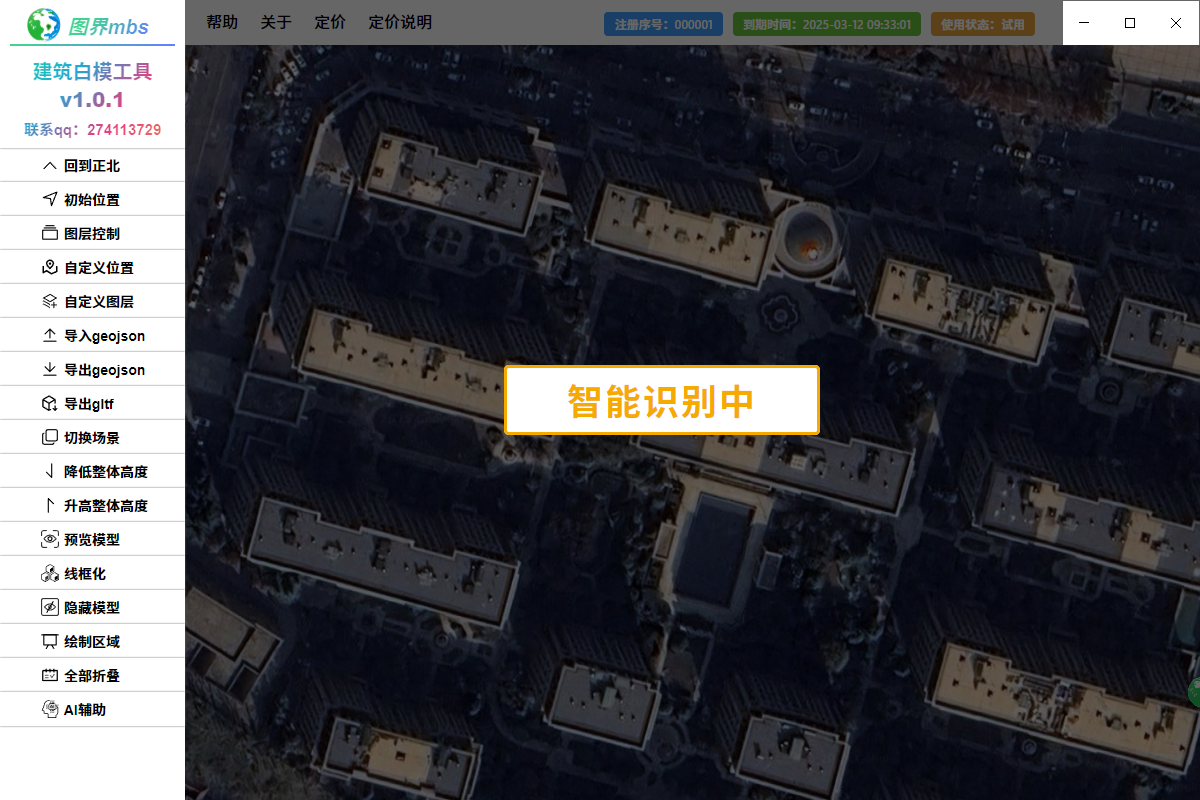 图界mbs
帮助 关于 定价 定价说明
注册序号：000001 到期时间：2025-03-12 09:33:01 使用状态：试用
建筑白模工具
v1.0.1
联系qq：274113729
回到正北
初始位置
图层控制
自定义位置
自定义图层
导入geojson
导出geojson
导出gltf
切换场景
降低整体高度
升高整体高度
预览模型
线框化
隐藏模型
绘制区域
全部折叠
AI辅助
智能识别中